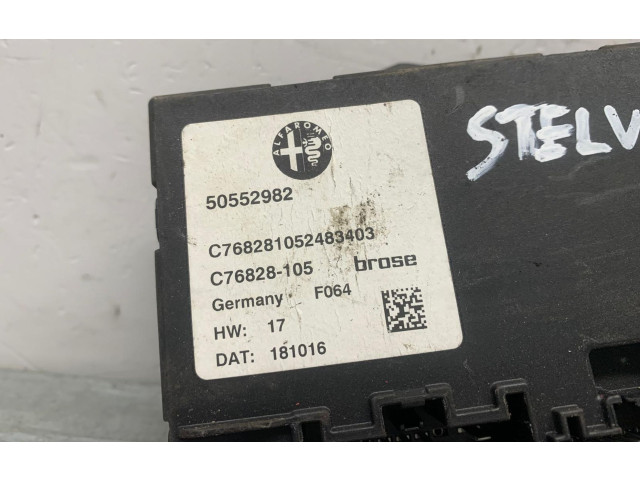 ALFA ROMEO
50552982
C768281052483403
C76828-105 brose
Germany F064
HW: 17
DAT: 181016
STELV